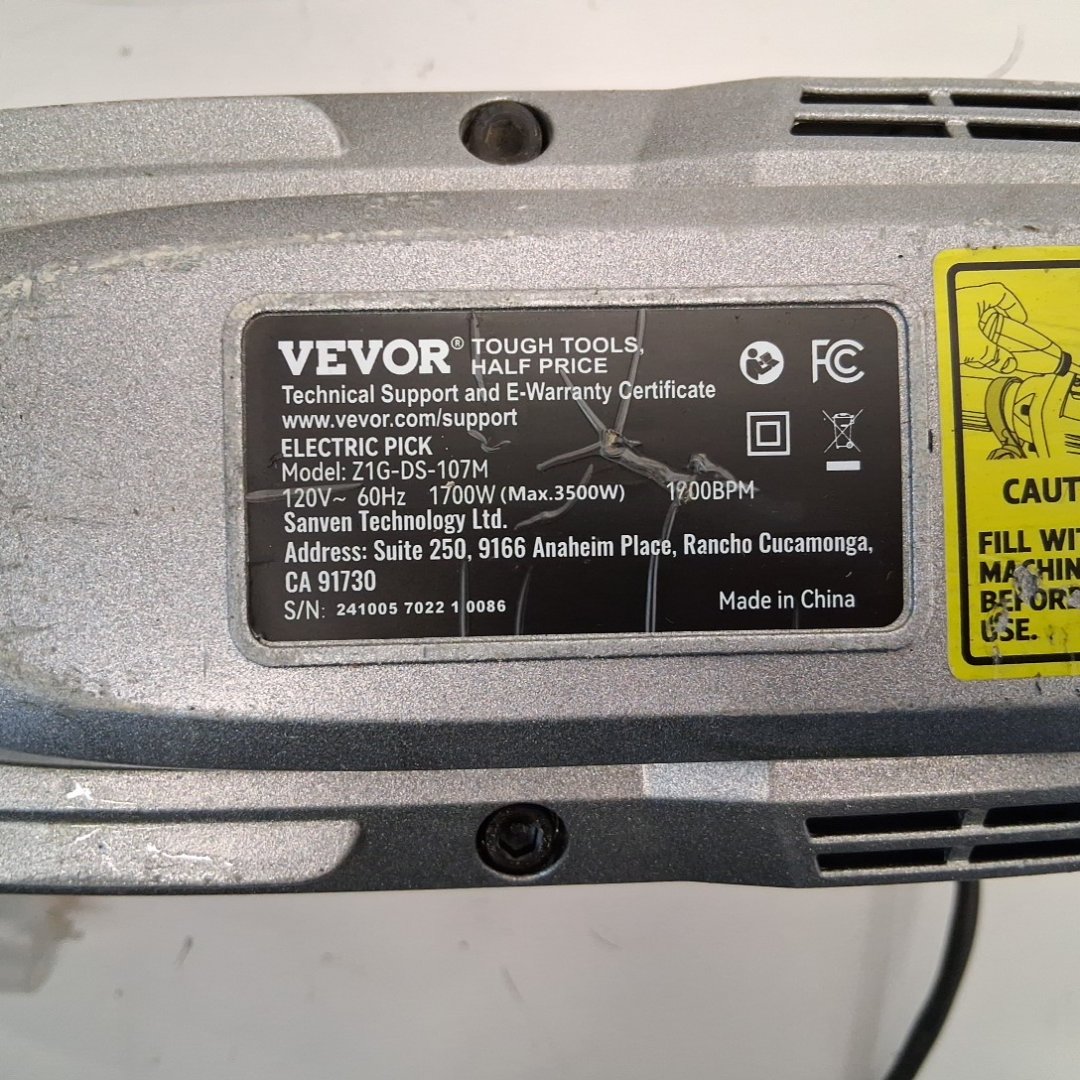 VEVOR® TOUGH TOOLS,
HALF PRICE
FC
Technical Support and E-Warranty Certificate
www.vevor.com/support
ELECTRIC PICK
Model: Z1G-DS-107M
120V~ 60Hz 1700W (Max.3500W) 1900BPM
Sanven Technology Ltd.
Address: Suite 250, 9166 Anaheim Place, Rancho Cucamonga,
CA 91730
S/N: 241005 7022 1 0086
Made in China
CAUT
FILL WIT
MACHIN
BEFOR
USE.